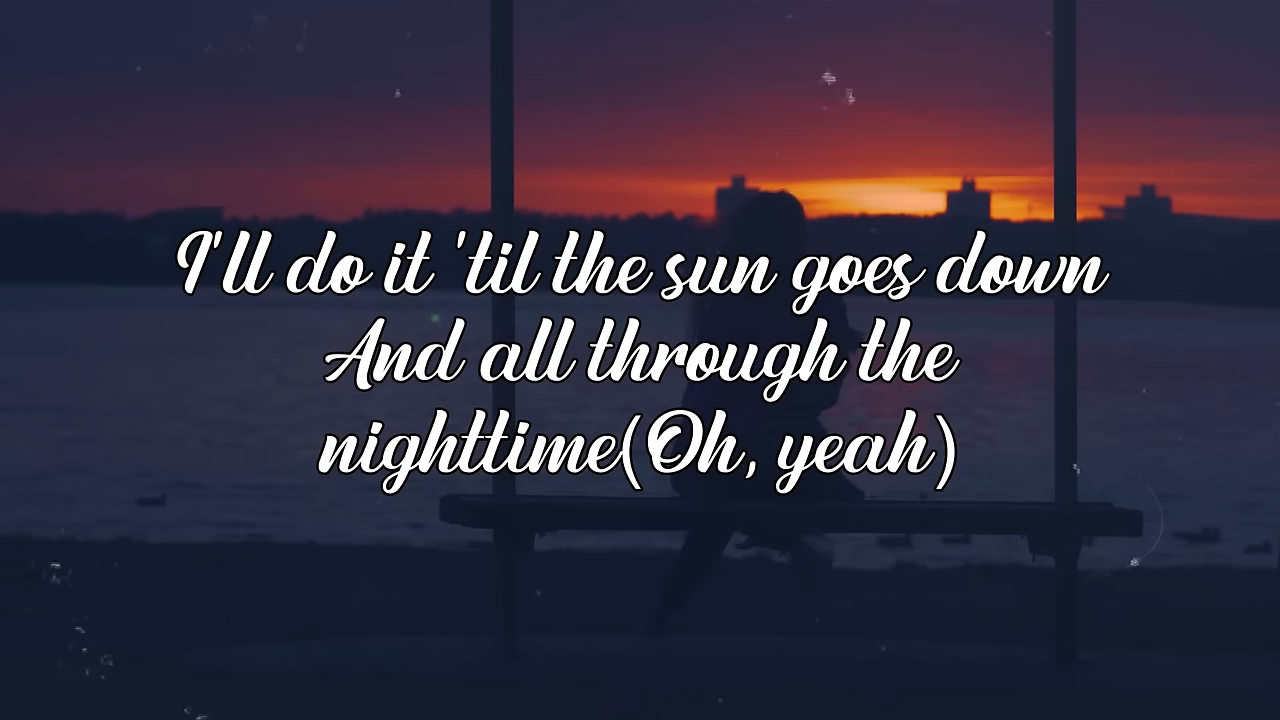 I'll do it 'til the sun goes down
And all through the
nighttime(Oh, yeah)